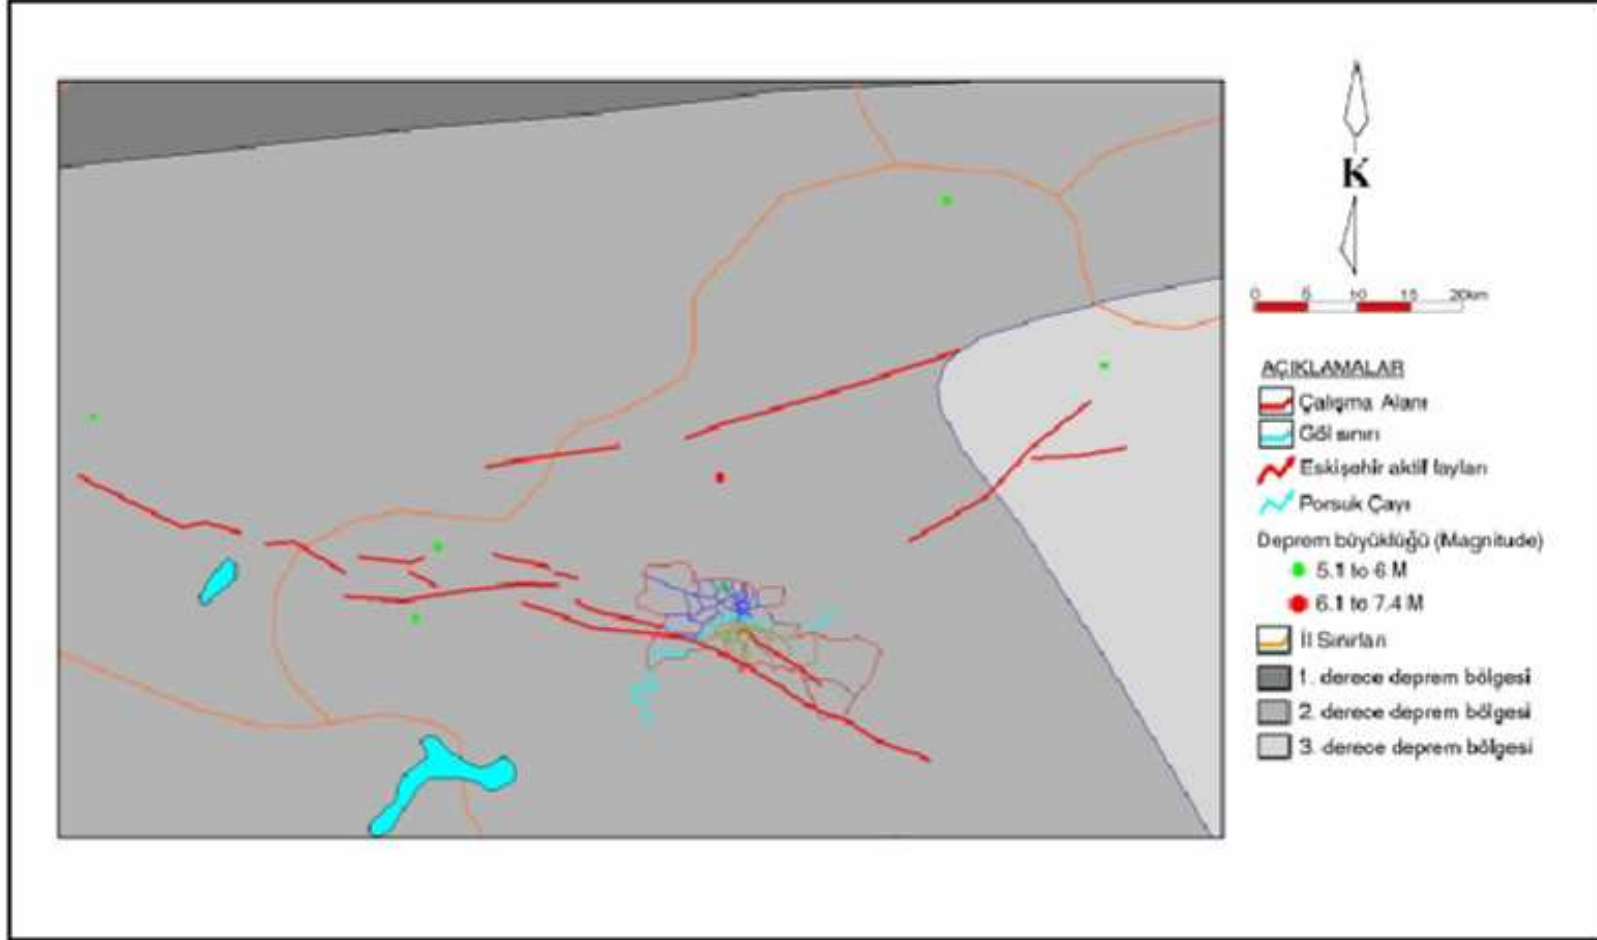 K
0 5 10 15 20km
AÇIKLAMALAR
Çalışma Alanı
Göl sınırı
Eskişehir aktif fayları
Porsuk Çayı
Deprem büyüklüğü (Magnitude)
5.1 to 6 M
6.1 to 7.4 M
İl Sınırları
1. derece deprem bölgesi
2. derece deprem bölgesi
3. derece deprem bölgesi